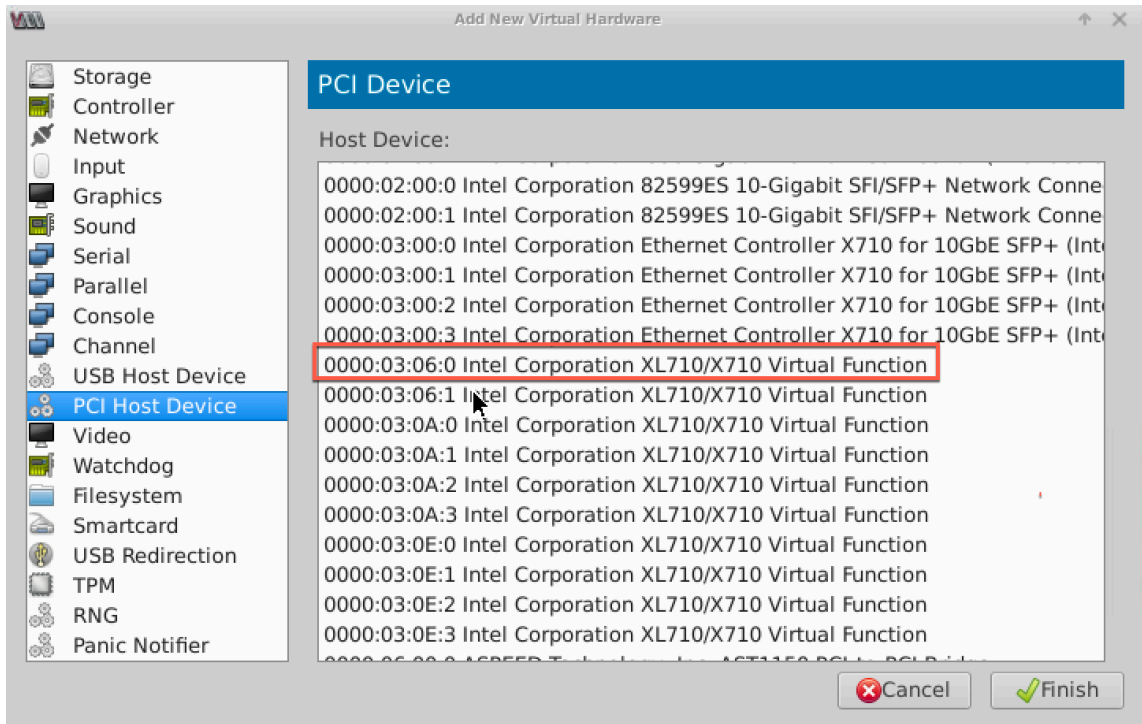 Add New Virtual Hardware
Storage
Controller
Network
Input
Graphics
Sound
Serial
Parallel
Console
Channel
USB Host Device
PCI Host Device
Video
Watchdog
Filesystem
Smartcard
USB Redirection
TPM
RNG
Panic Notifier
PCI Device
Host Device:
0000:02:00:0 Intel Corporation 82599ES 10-Gigabit SFI/SFP+ Network Conne
0000:02:00:1 Intel Corporation 82599ES 10-Gigabit SFI/SFP+ Network Conne
0000:03:00:0 Intel Corporation Ethernet Controller X710 for 10GbE SFP+ (Inte
0000:03:00:1 Intel Corporation Ethernet Controller X710 for 10GbE SFP+ (Inte
0000:03:00:2 Intel Corporation Ethernet Controller X710 for 10GbE SFP+ (Inte
0000:03:00:3 Intel Corporation Ethernet Controller X710 for 10GbE SFP+ (Inte
0000:03:06:0 Intel Corporation XL710/X710 Virtual Function
0000:03:06:1 Intel Corporation XL710/X710 Virtual Function
0000:03:0A:0 Intel Corporation XL710/X710 Virtual Function
0000:03:0A:1 Intel Corporation XL710/X710 Virtual Function
0000:03:0A:2 Intel Corporation XL710/X710 Virtual Function
0000:03:0A:3 Intel Corporation XL710/X710 Virtual Function
0000:03:0E:0 Intel Corporation XL710/X710 Virtual Function
0000:03:0E:1 Intel Corporation XL710/X710 Virtual Function
0000:03:0E:2 Intel Corporation XL710/X710 Virtual Function
0000:03:0E:3 Intel Corporation XL710/X710 Virtual Function
Cancel
Finish